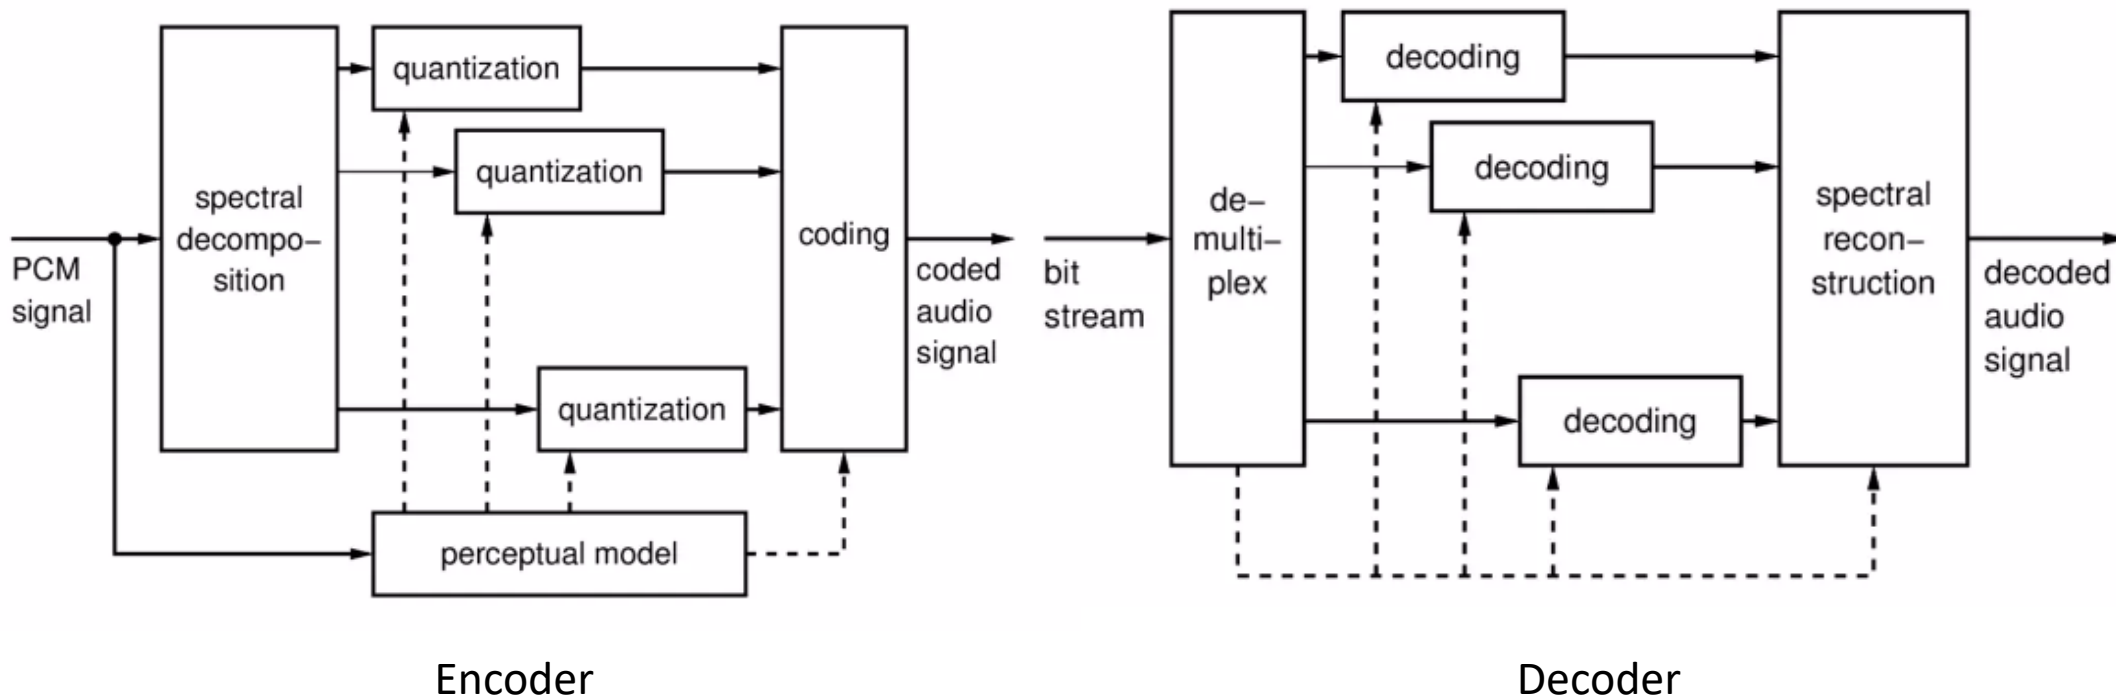 PCM
signal
spectral
decompo–
sition
quantization
quantization
quantization
perceptual model
coding
coded
audio
signal
Encoder
bit
stream
de–
multi–
plex
decoding
decoding
decoding
spectral
recon–
struction
decoded
audio
signal
Decoder